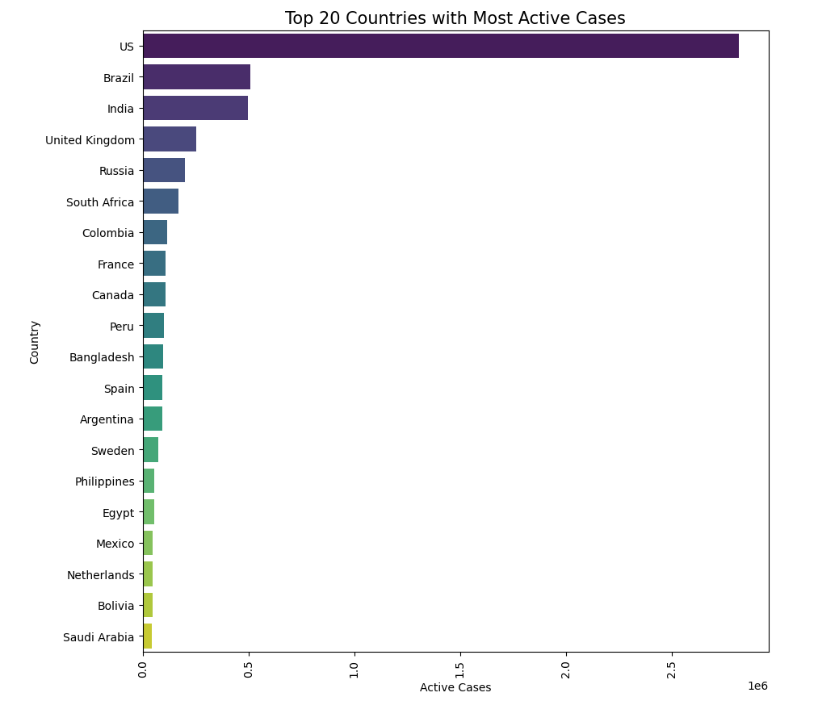 Top 20 Countries with Most Active Cases
US
Brazil
India
United Kingdom
Russia
South Africa
Colombia
France
Canada
Peru
Bangladesh
Spain
Argentina
Sweden
Philippines
Egypt
Mexico
Netherlands
Bolivia
Saudi Arabia
Country
0.0
0.5
1.0
1.5
2.0
2.5
Active Cases
1e6